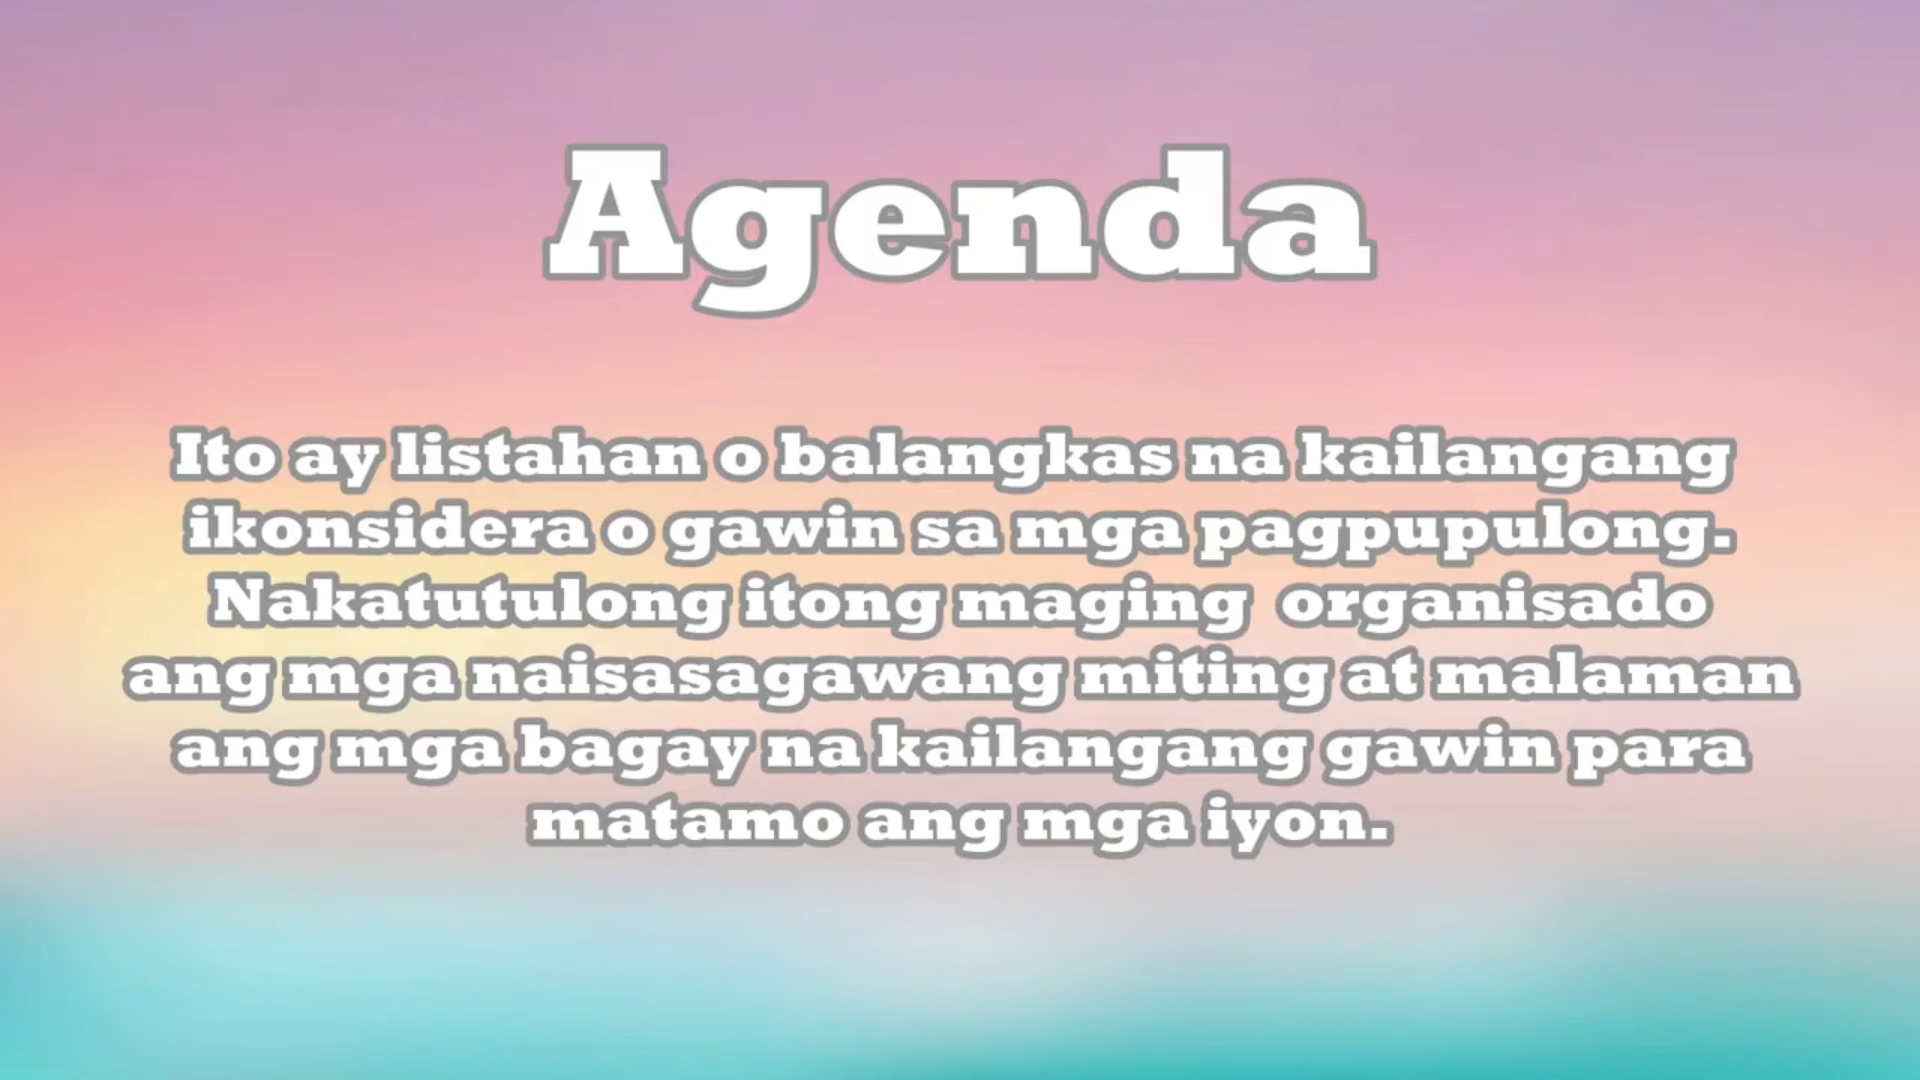 Agenda
Ito ay listahan o balangkas na kailangang
ikonsidera o gawin sa mga pagpupulong.
Nakatutulong itong maging organisado
ang mga naisasagawang miting at malaman
ang mga bagay na kailangang gawin para
matamo ang mga iyon.